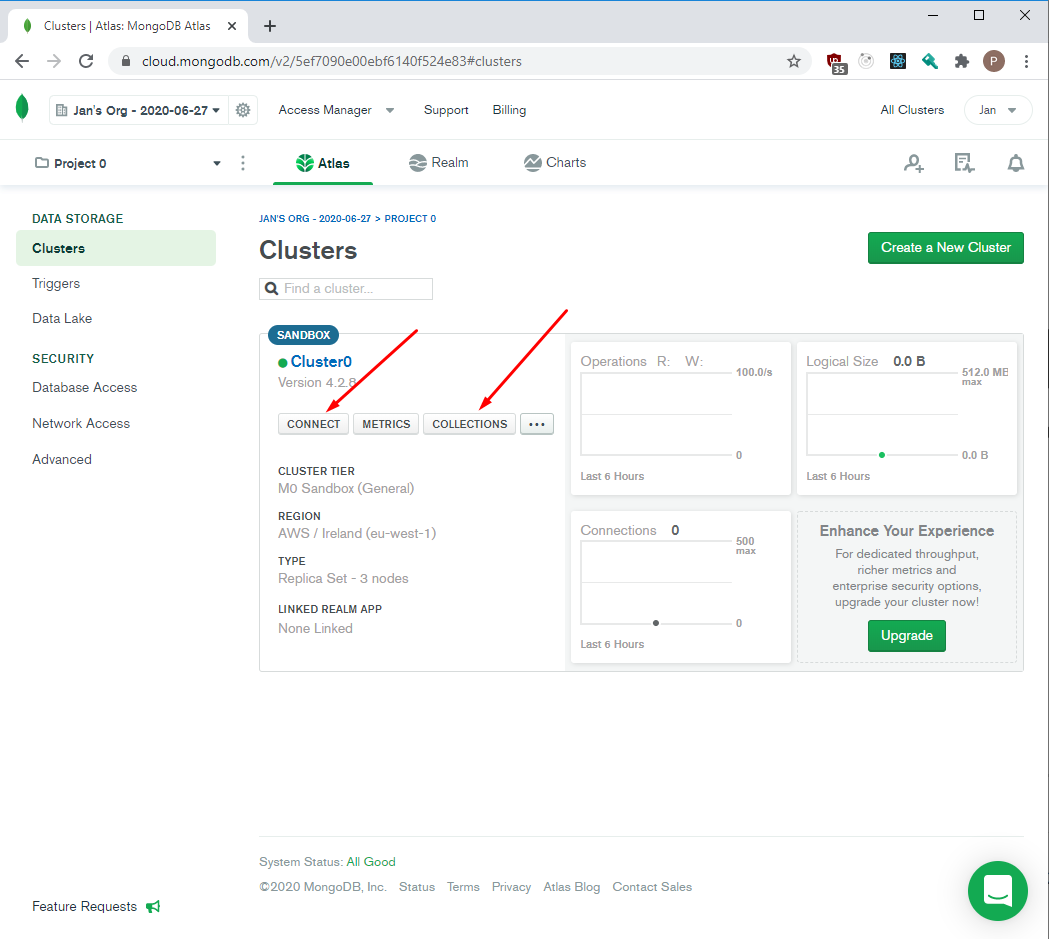 Clusters | Atlas: MongoDB Atlas
cloud.mongodb.com/v2/5ef7090e00ebf6140f524e83#clusters
35
P
Jan's Org - 2020-06-27
Access Manager
Support
Billing
All Clusters
Jan
Project 0
Atlas
Realm
Charts
DATA STORAGE
Clusters
Triggers
Data Lake
SECURITY
Database Access
Network Access
Advanced
JAN'S ORG - 2020-06-27 > PROJECT 0
Clusters
Create a New Cluster
Find a cluster...
SANDBOX
Cluster0
Version 4.2.8
CONNECT
METRICS
COLLECTIONS
CLUSTER TIER
M0 Sandbox (General)
REGION
AWS / Ireland (eu-west-1)
TYPE
Replica Set - 3 nodes
LINKED REALM APP
None Linked
Operations R: W:
100.0/s
0
Last 6 Hours
Logical Size 0.0 B
512.0 MB
max
0.0 B
Last 6 Hours
Connections 0
500
max
0
Last 6 Hours
Enhance Your Experience
For dedicated throughput,
richer metrics and
enterprise security options,
upgrade your cluster now!
Upgrade
System Status: All Good
©2020 MongoDB, Inc. Status Terms Privacy Atlas Blog Contact Sales
Feature Requests